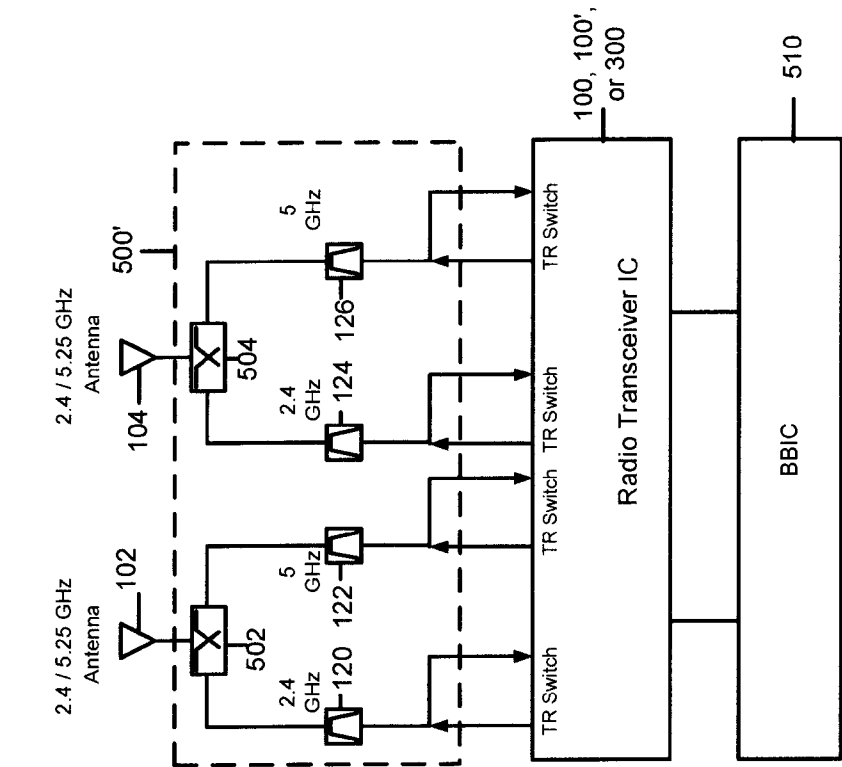 2.4 / 5.25 GHz
Antenna
102
2.4 / 5.25 GHz
Antenna
104
500'
502
504
2.4
GHz
120
5
GHz
122
2.4
GHz
124
5
GHz
126
TR Switch
TR Switch
TR Switch
TR Switch
Radio Transceiver IC
100, 100',
or 300
BBIC
510